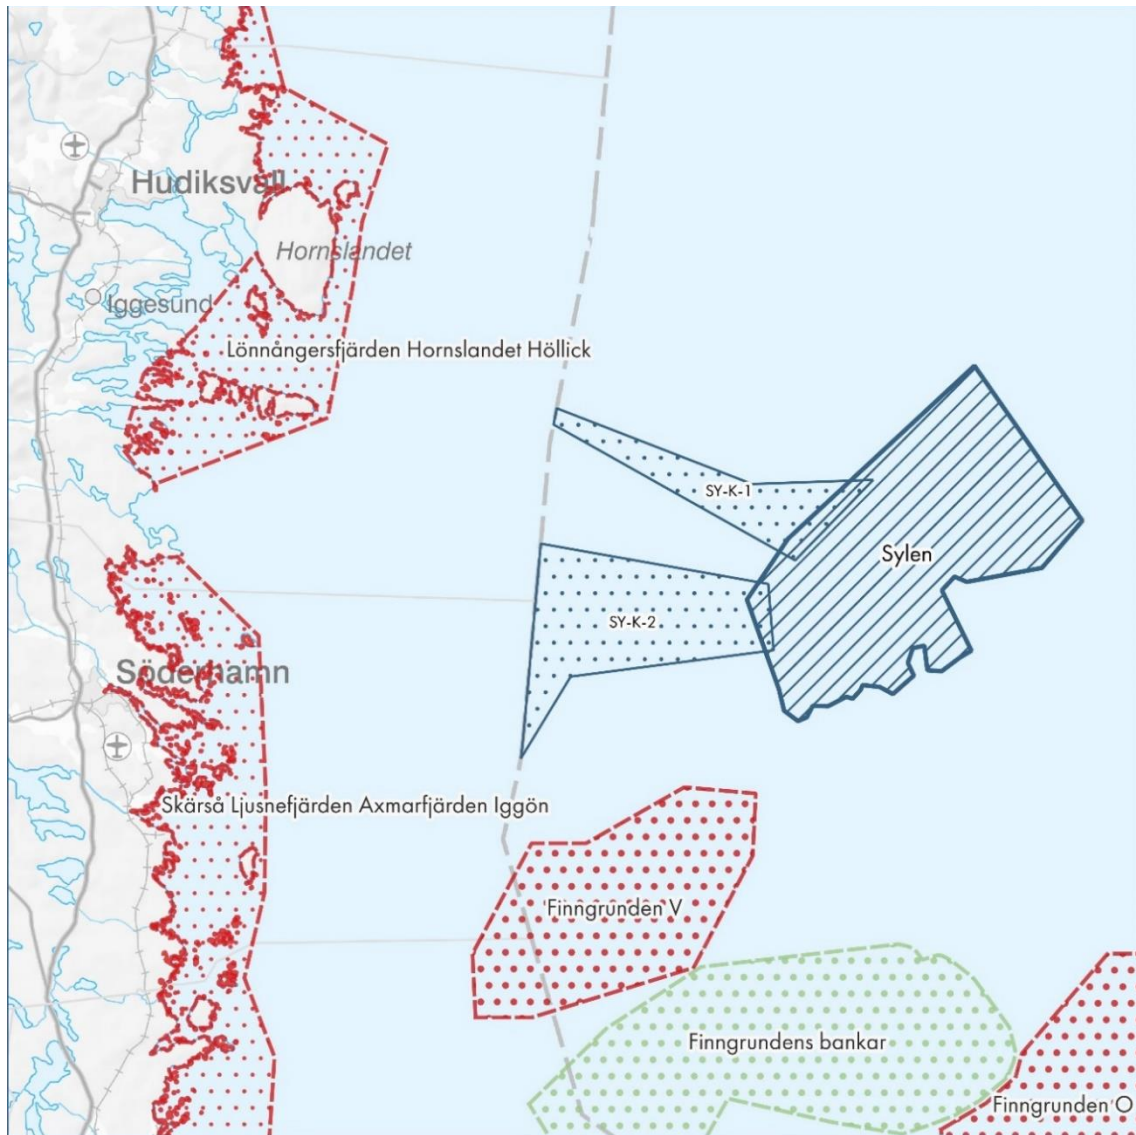 Hudiksvall
Hornslandet
Iggesund
Lönnångersfjärden Hornslandet Höllick
SY-K-1
Sylen
SY-K-2
Söderhamn
Skärså Ljusnefjärden Axmarfjärden Iggön
Finngrunden V
Finngrundens bankar
Finngrunden O